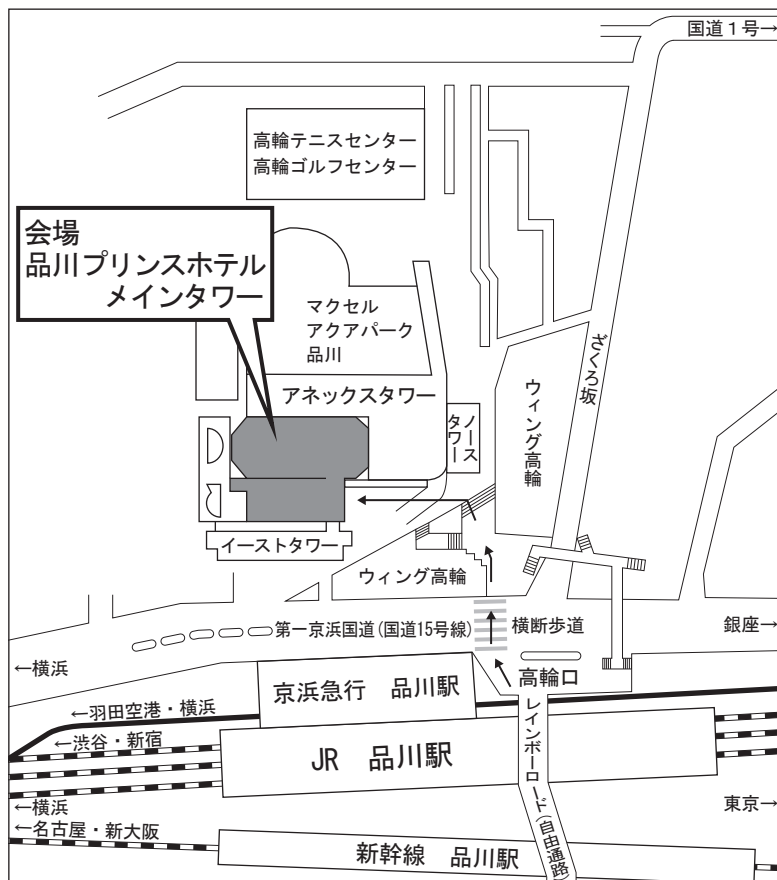 国道１号→
高輪テニスセンター
高輪ゴルフセンター
会場
品川プリンスホテル
メインタワー
マクセル
アクアパーク
品川
アネックスタワー
ノース
タワー
ウィング高輪
ざくろ坂
イーストタワー
ウィング高輪
第一京浜国道(国道15号線)
横断歩道
銀座→
←横浜
高輪口
京浜急行　品川駅
←羽田空港・横浜
←渋谷・新宿
JR　品川駅
レインボーロード(自由通路)
←横浜
東京→
←名古屋・新大阪
新幹線　品川駅